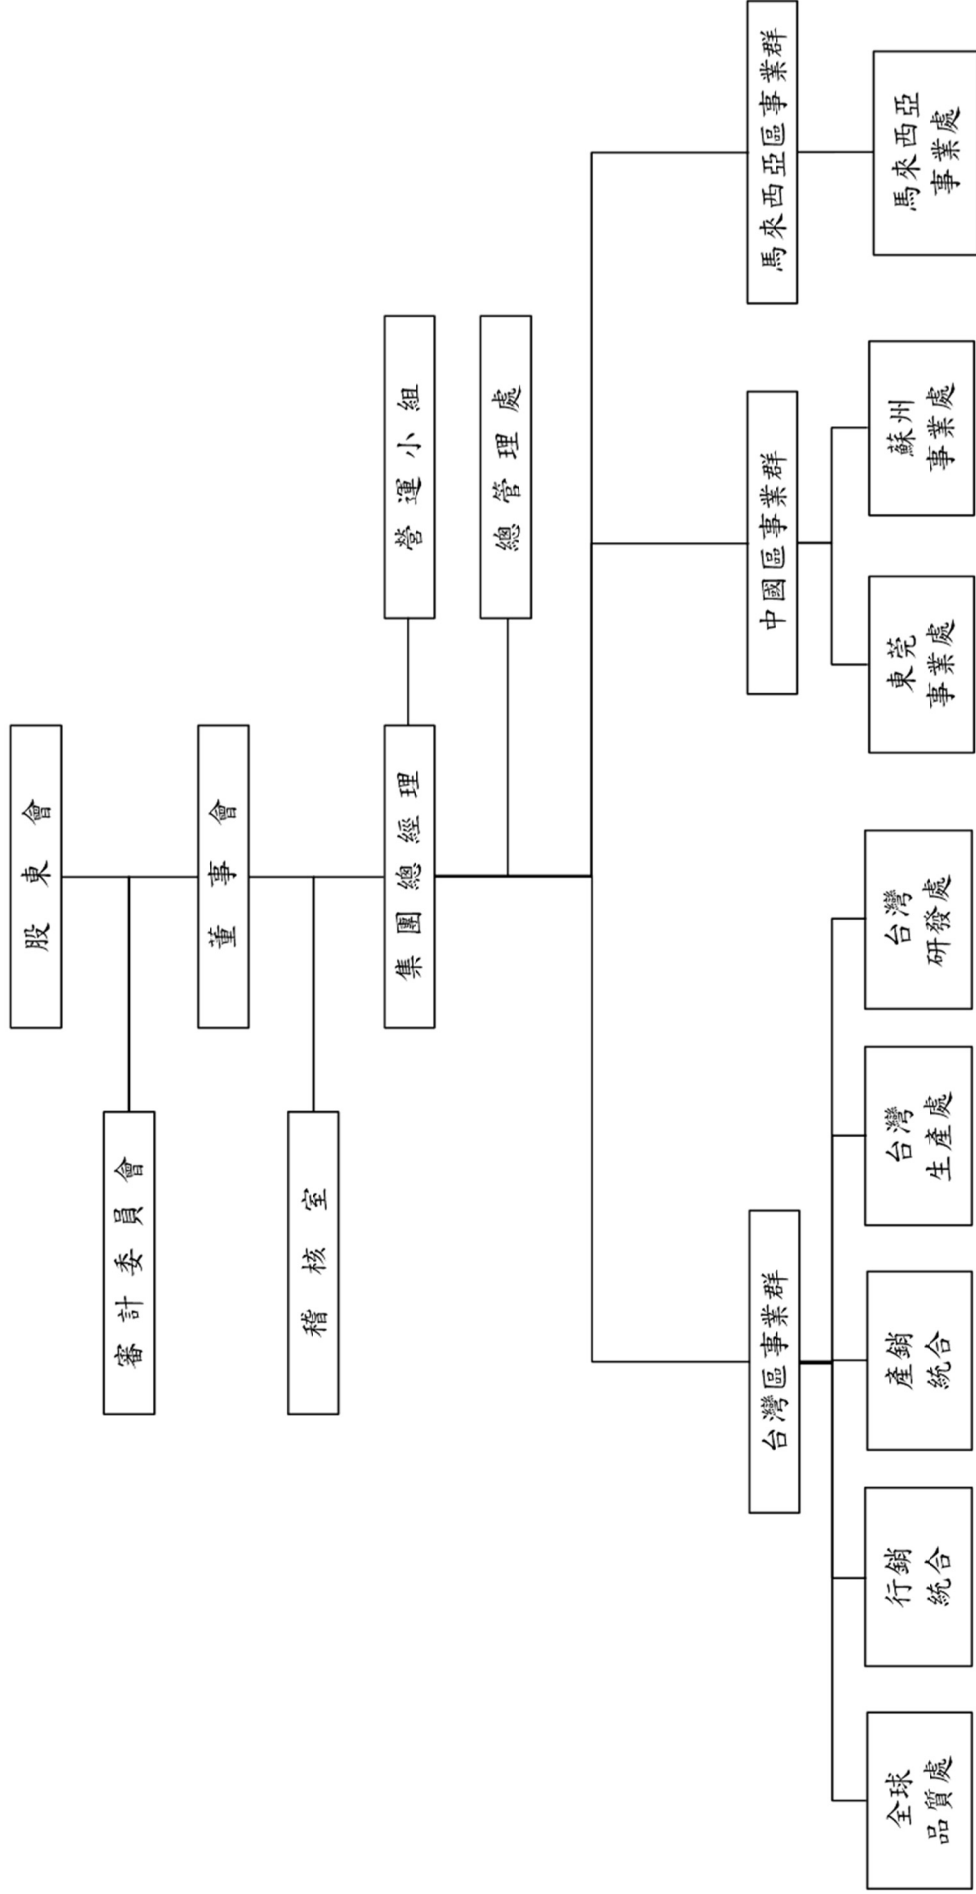 股東會
審計委員會
董事會
稽核室
集團總經理
營運小組
總管理處
台灣區事業群
中國區事業群
馬來西亞區事業群
全球
品質處
行銷
統合
產銷
統合
台灣
生產處
台灣
研發處
東莞
事業處
蘇州
事業處
馬來西亞
事業處